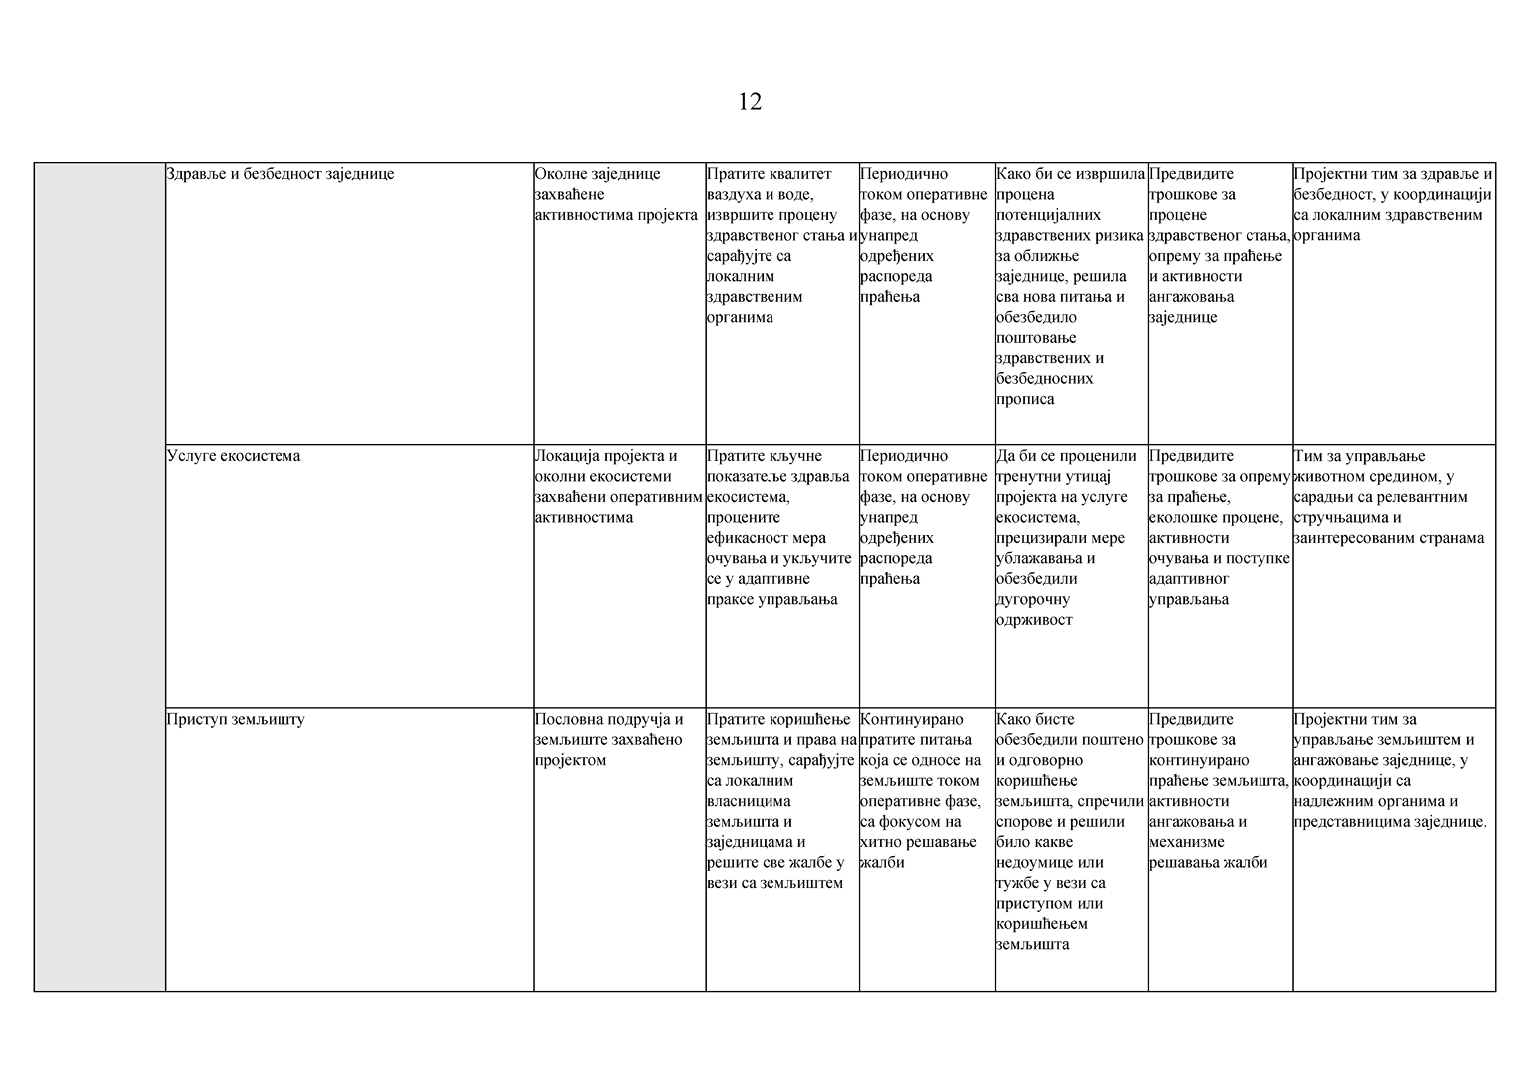 12
Здравље и безбедност заједнице
Околне заједнице
захваћене
активностима пројекта
Пратите квалитет
ваздуха и воде,
извршите процену
здравственог стања и
сарађујте са
локалним
здравственим
органима
Периодично
током оперативне
фазе, на основу
унапред
одређених
распореда
праћења
Како би се извршила
процена
потенцијалних
здравствених ризика
за оближње
заједнице, решила
сва нова питања и
обезбедило
поштовање
здравствених и
безбедносних
прописа
Предвидите
трошкове за
процене
здравственог стања,
опрему за праћење
и активности
ангажовања
заједнице
Пројектни тим за здравље и
безбедност, у координацији
са локалним здравственим
органима
Услуге екосистема
Локација пројекта и
околни екосистеми
захваћени оперативним
активностима
Пратите кључне
показатеље здравља
екосистема,
процените
ефикасност мера
очувања и укључите
се у адаптивне
праксе управљања
Периодично
током оперативне
фазе, на основу
унапред
одређених
распореда
праћења
Да би се проценили
тренутни утицај
пројекта на услуге
екосистема,
прецизирали мере
ублажавања и
обезбедили
дугорочну
одрживост
Предвидите
трошкове за опрему
за праћење,
еколошке процене,
активности
очувања и поступке
адаптивног
управљања
Тим за управљање
животном средином, у
сарадњи са релевантним
стручњацима и
заинтересованим странама
Приступ земљишту
Пословна подручја и
земљиште захваћено
пројектом
Пратите коришћење
земљишта и права на
земљишту, сарађујте
са локалним
власницима
земљишта и
заједницама и
решите све жалбе у
вези са земљиштем
Континуирано
пратите питања
која се односе на
земљиште током
оперативне фазе,
са фокусом на
хитно решавање
жалби
Како бисте
обезбедили поштено
и одговорно
коришћење
земљишта, спречили
спорове и решили
било какве
недоумице или
тужбе у вези са
приступом или
коришћењем
земљишта
Предвидите
трошкове за
континуирано
праћење земљишта,
активности
ангажовања и
механизме
решавања жалби
Пројектни тим за
управљање земљиштем и
ангажовање заједнице, у
координацији са
надлежним органима и
представницима заједнице.